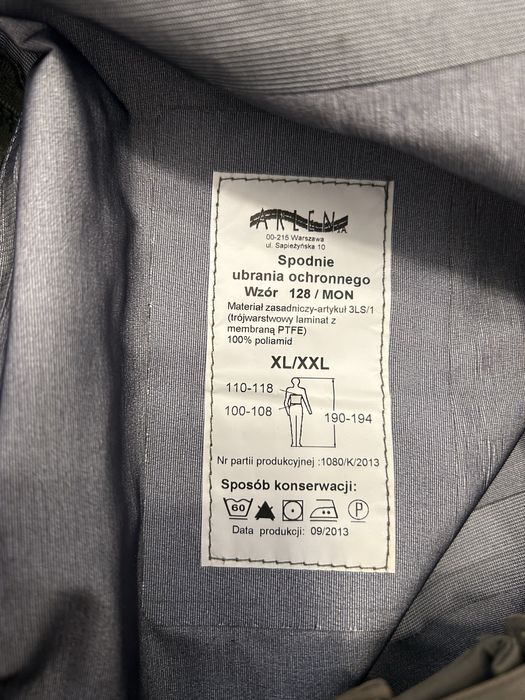 ARLEN SA
00-215 Warszawa
ul. Sapieżyńska 10
Spodnie
ubrania ochronnego
Wzór 128 / MON
Materiał zasadniczy-artykuł 3LS/1
(trójwarstwowy laminat z
membraną PTFE)
100% poliamid
XL/XXL
110-118
100-108
190-194
Nr partii produkcyjnej :1080/K/2013
Sposób konserwacji:
60
P
Data produkcji: 09/2013